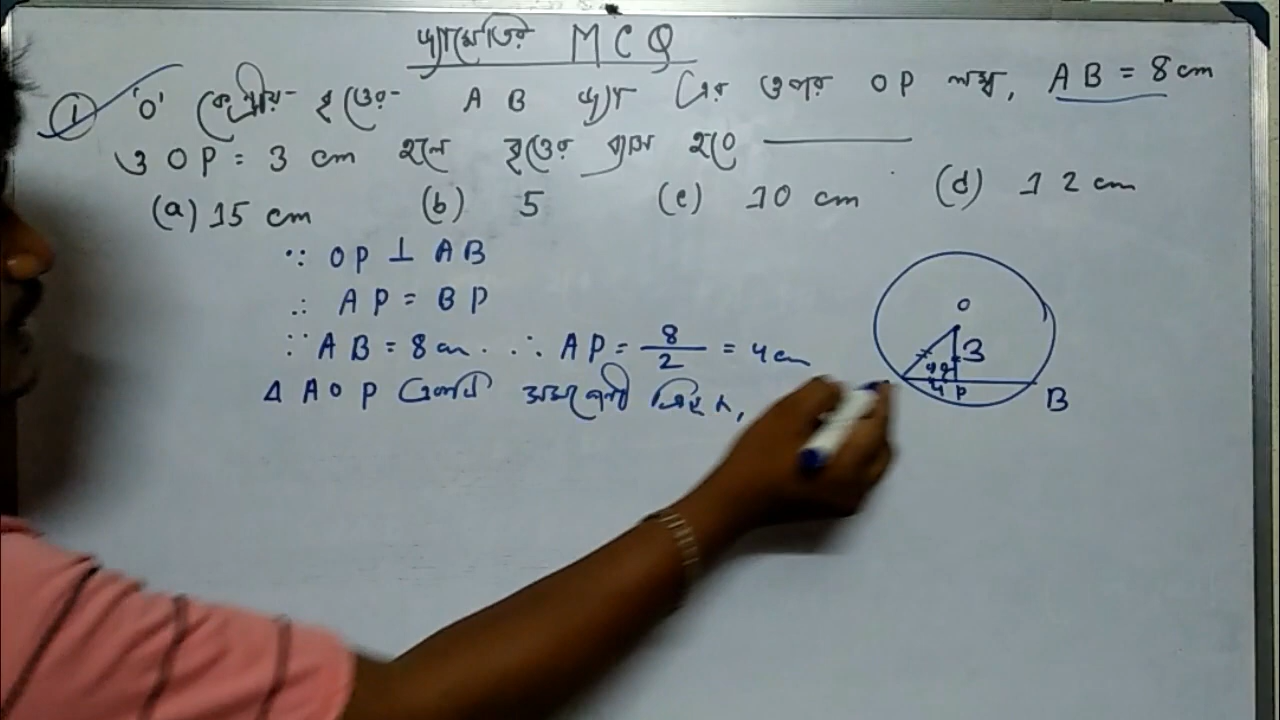 জ্যামিতির MCQ
① 'O' কেন্দ্রীয় বৃত্তের AB জ্যা এর ওপর OP লম্ব, AB = 8 cm
ও OP = 3 cm হলে বৃত্তের ব্যাস হবে ———
(a) 15 cm (b) 5 (c) 10 cm (d) 12 cm
∵ OP ⊥ AB
∴ AP = BP
∵ AB = 8 cm. ∴ AP = 8/2 = 4 cm
Δ AOP একটি সমকোণী ত্রিভুজ,
O
3
4 P
B